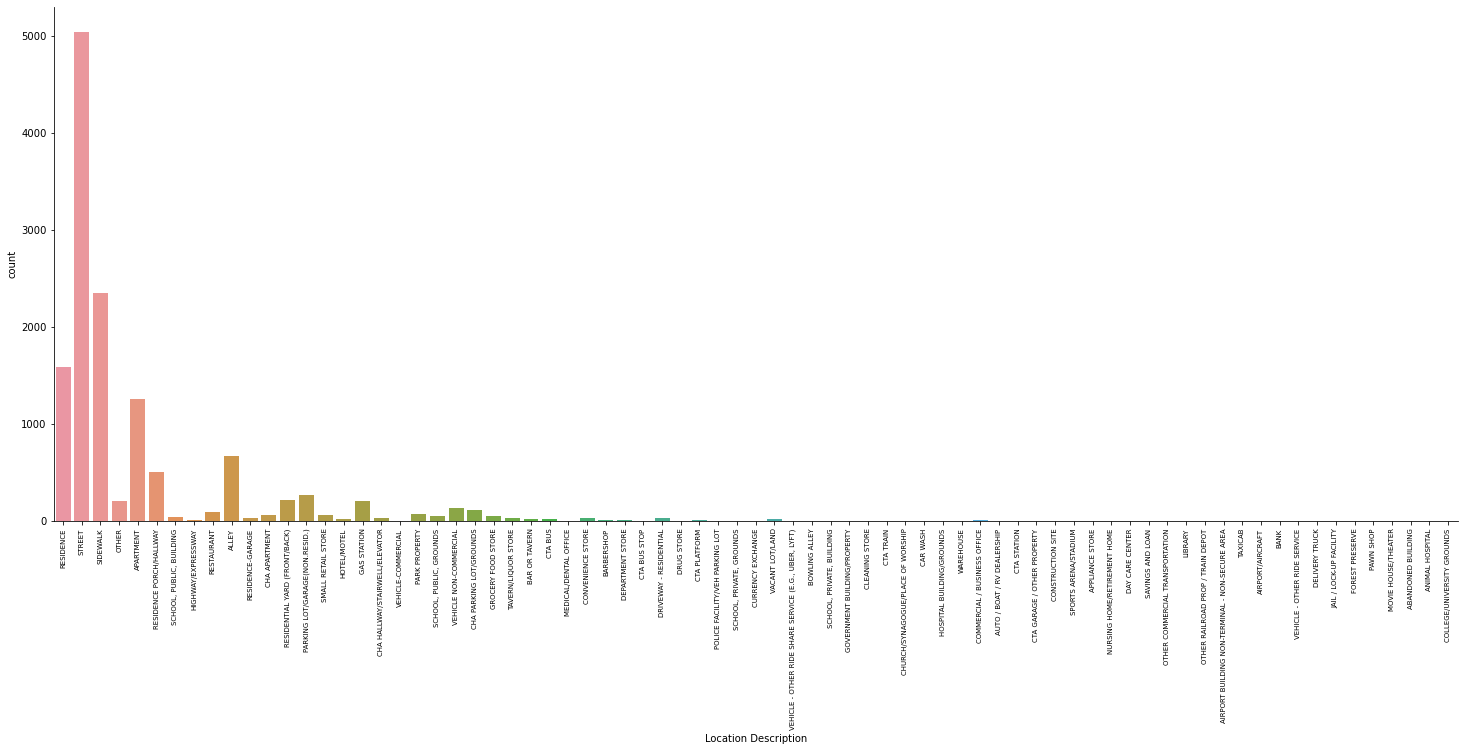 5000
4000
3000
2000
1000
0
count
RESIDENCE
STREET
SIDEWALK
OTHER
APARTMENT
RESIDENCE PORCH/HALLWAY
SCHOOL, PUBLIC, BUILDING
HIGHWAY/EXPRESSWAY
RESTAURANT
ALLEY
RESIDENCE-GARAGE
CHA APARTMENT
RESIDENTIAL YARD (FRONT/BACK)
PARKING LOT/GARAGE(NON.RESID.)
SMALL RETAIL STORE
HOTEL/MOTEL
GAS STATION
CHA HALLWAY/STAIRWELL/ELEVATOR
VEHICLE-COMMERCIAL
PARK PROPERTY
SCHOOL, PUBLIC, GROUNDS
VEHICLE NON-COMMERCIAL
CHA PARKING LOT/GROUNDS
GROCERY FOOD STORE
TAVERN/LIQUOR STORE
BAR OR TAVERN
CTA BUS
MEDICAL/DENTAL OFFICE
CONVENIENCE STORE
BARBERSHOP
DEPARTMENT STORE
CTA BUS STOP
DRIVEWAY - RESIDENTIAL
DRUG STORE
CTA PLATFORM
POLICE FACILITY/VEH PARKING LOT
SCHOOL, PRIVATE, GROUNDS
CURRENCY EXCHANGE
VACANT LOT/LAND
VEHICLE - OTHER RIDE SHARE SERVICE (E.G., UBER, LYFT)
BOWLING ALLEY
SCHOOL, PRIVATE, BUILDING
GOVERNMENT BUILDING/PROPERTY
CLEANING STORE
CTA TRAIN
CHURCH/SYNAGOGUE/PLACE OF WORSHIP
CAR WASH
HOSPITAL BUILDING/GROUNDS
WAREHOUSE
COMMERCIAL / BUSINESS OFFICE
AUTO / BOAT / RV DEALERSHIP
CTA STATION
CTA GARAGE / OTHER PROPERTY
CONSTRUCTION SITE
SPORTS ARENA/STADIUM
APPLIANCE STORE
NURSING HOME/RETIREMENT HOME
DAY CARE CENTER
SAVINGS AND LOAN
OTHER COMMERCIAL TRANSPORTATION
LIBRARY
OTHER RAILROAD PROP / TRAIN DEPOT
AIRPORT BUILDING NON-TERMINAL - NON-SECURE AREA
TAXICAB
AIRPORT/AIRCRAFT
BANK
VEHICLE - OTHER RIDE SERVICE
DELIVERY TRUCK
JAIL / LOCK-UP FACILITY
FOREST PRESERVE
PAWN SHOP
MOVIE HOUSE/THEATER
ABANDONED BUILDING
ANIMAL HOSPITAL
COLLEGE/UNIVERSITY GROUNDS
Location Description